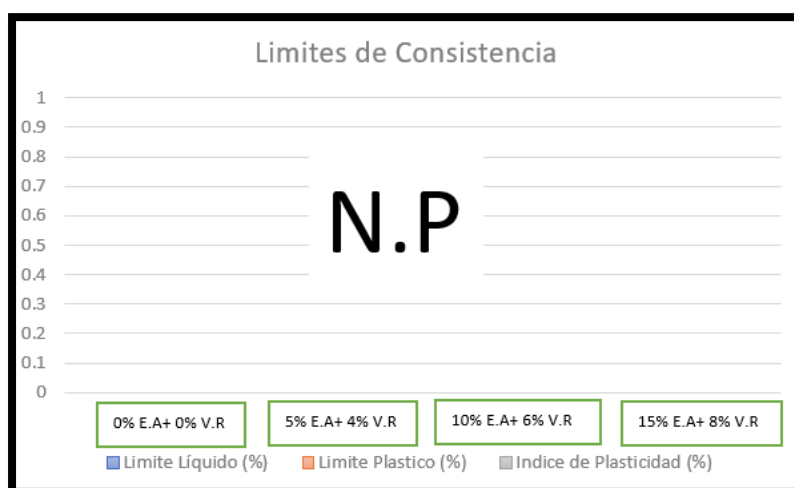 Limites de Consistencia
1
0.9
0.8
0.7
0.6
0.5
0.4
0.3
0.2
0.1
0
N.P
0% E.A+ 0% V.R
5% E.A+ 4% V.R
10% E.A+ 6% V.R
15% E.A+ 8% V.R
Limite Líquido (%)
Limite Plastico (%)
Indice de Plasticidad (%)